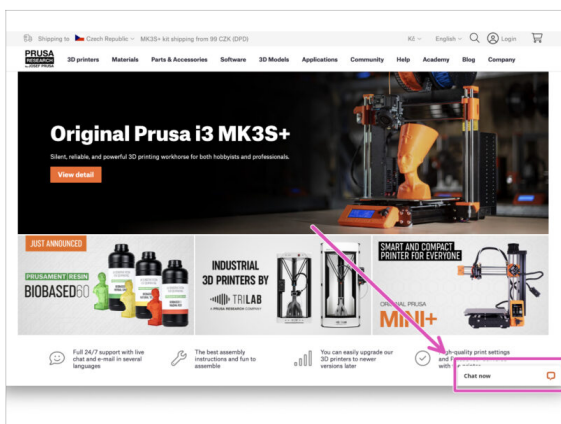 Shipping to Czech Republic MK3S+ kit shipping from 99 CZK (DPD) Kč English Login
PRUSA
RESEARCH
by JOSEF PRUSA
3D printers Materials Parts & Accessories Software 3D Models Applications Community Help Academy Blog Company
Original Prusa i3 MK3S+
Silent, reliable, and powerful 3D printing workhorse for both hobbyists and professionals.
View detail
JUST ANNOUNCED
PRUSAMENT RESIN
BIOBASED60
INDUSTRIAL
3D PRINTERS BY
TRILAB
A PRUSA RESEARCH COMPANY
SMART AND COMPACT
PRINTER FOR EVERYONE
ORIGINAL PRUSA
MINI+
Full 24/7 support with live
chat and e-mail in several
languages
The best assembly
instructions and fun to
assemble
You can easily upgrade our
3D printers to newer
versions later
High-quality print settings
and
with
Chat now